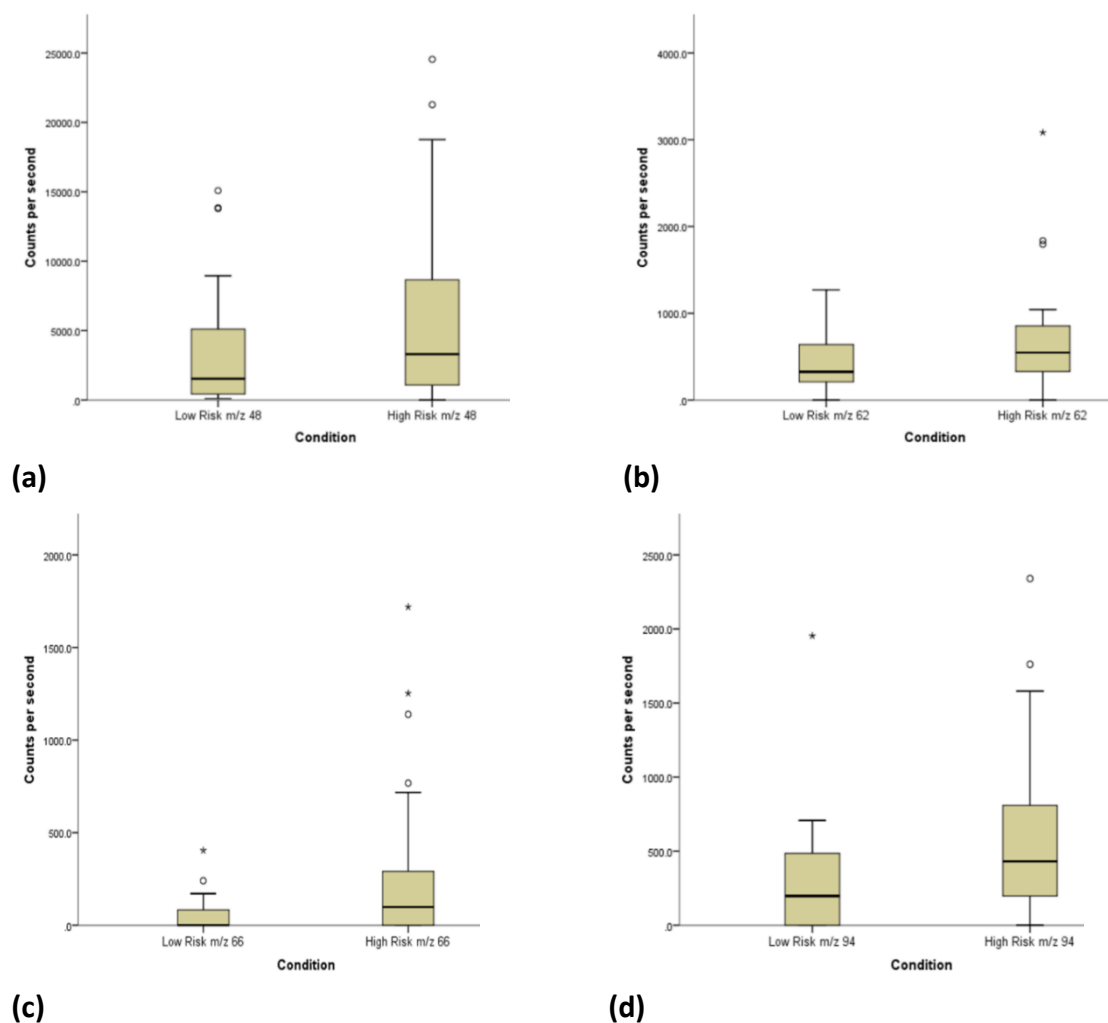 25000.0
20000.0
15000.0
10000.0
5000.0
.0
Counts per second
Low Risk m/z 48 High Risk m/z 48
Condition
(a)
4000.0
3000.0
2000.0
1000.0
.0
Counts per second
Low Risk m/z 62 High Risk m/z 62
Condition
(b)
2000.0
1500.0
1000.0
500.0
.0
Counts per second
Low Risk m/z 66 High Risk m/z 66
Condition
(c)
2500.0
2000.0
1500.0
1000.0
500.0
.0
Counts per second
Low Risk m/z 94 High Risk m/z 94
Condition
(d)